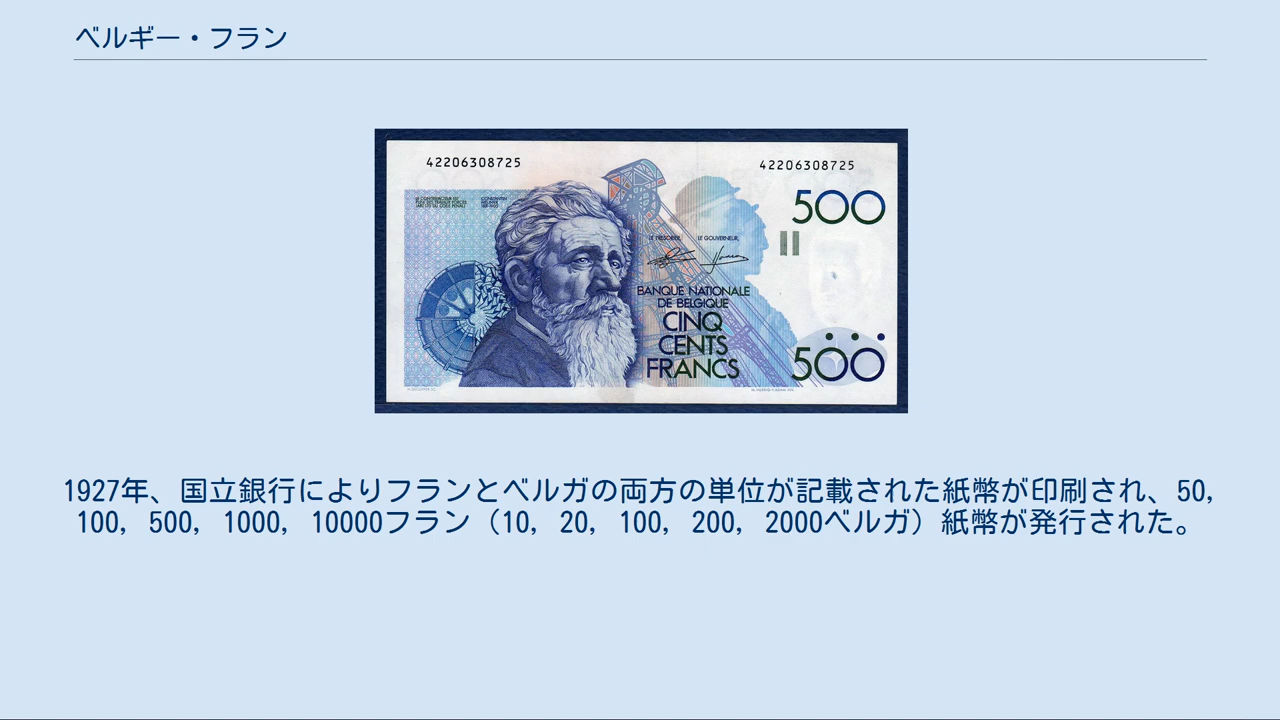 ベルギー・フラン
42206308725
42206308725
500
LE TRESORIER, LE GOUVERNEUR,
BANQUE NATIONALE
DE BELGIQUE
CINQ
CENTS
FRANCS
500
1927年、国立銀行によりフランとベルガの両方の単位が記載された紙幣が印刷され、50,
100, 500, 1000, 10000フラン（10, 20, 100, 200, 2000ベルガ）紙幣が発行された。